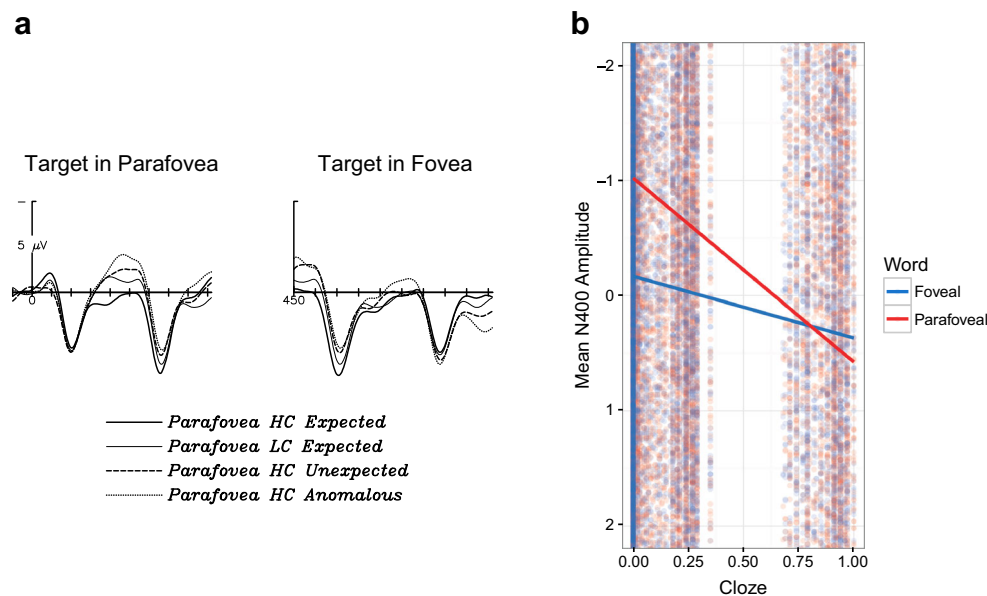 a
Target in Parafovea
Target in Fovea
5 μV
0
450
Parafovea HC Expected
Parafovea LC Expected
Parafovea HC Unexpected
Parafovea HC Anomalous
b
−2
−1
0
1
2
Mean N400 Amplitude
0.00 0.25 0.50 0.75 1.00
Cloze
Word
Foveal
Parafoveal